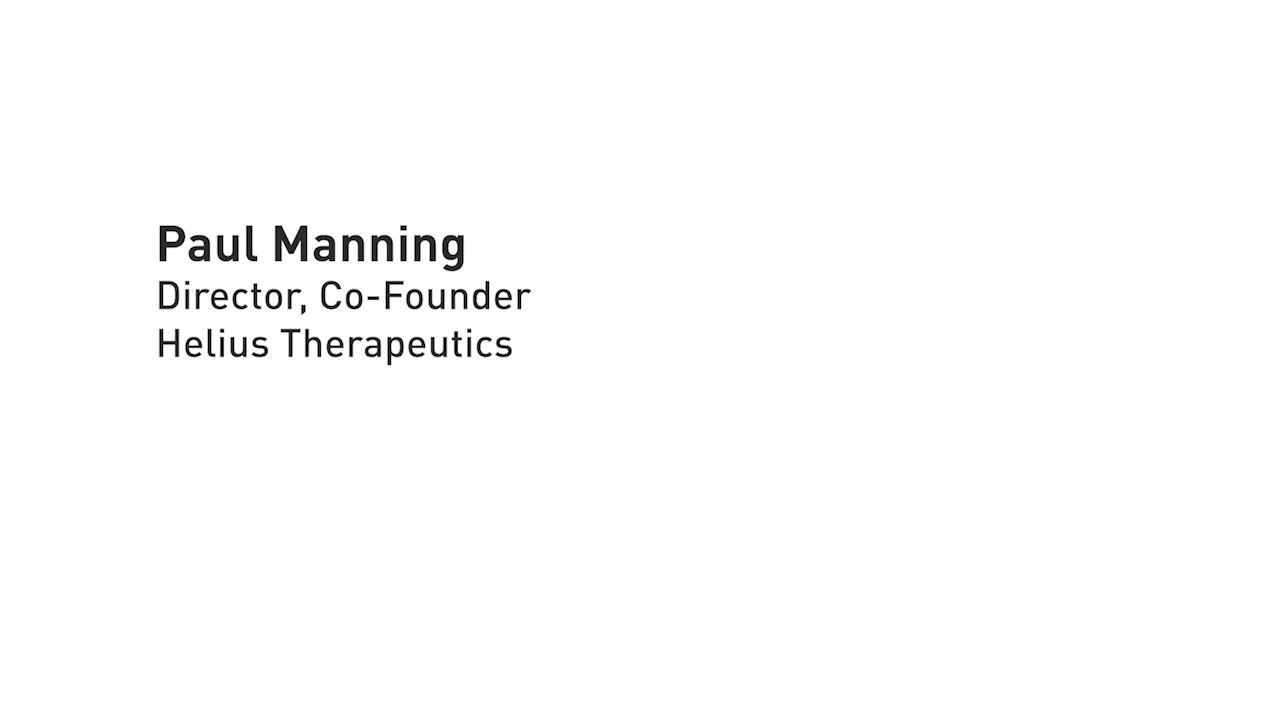 Paul Manning
Director, Co-Founder
Helius Therapeutics